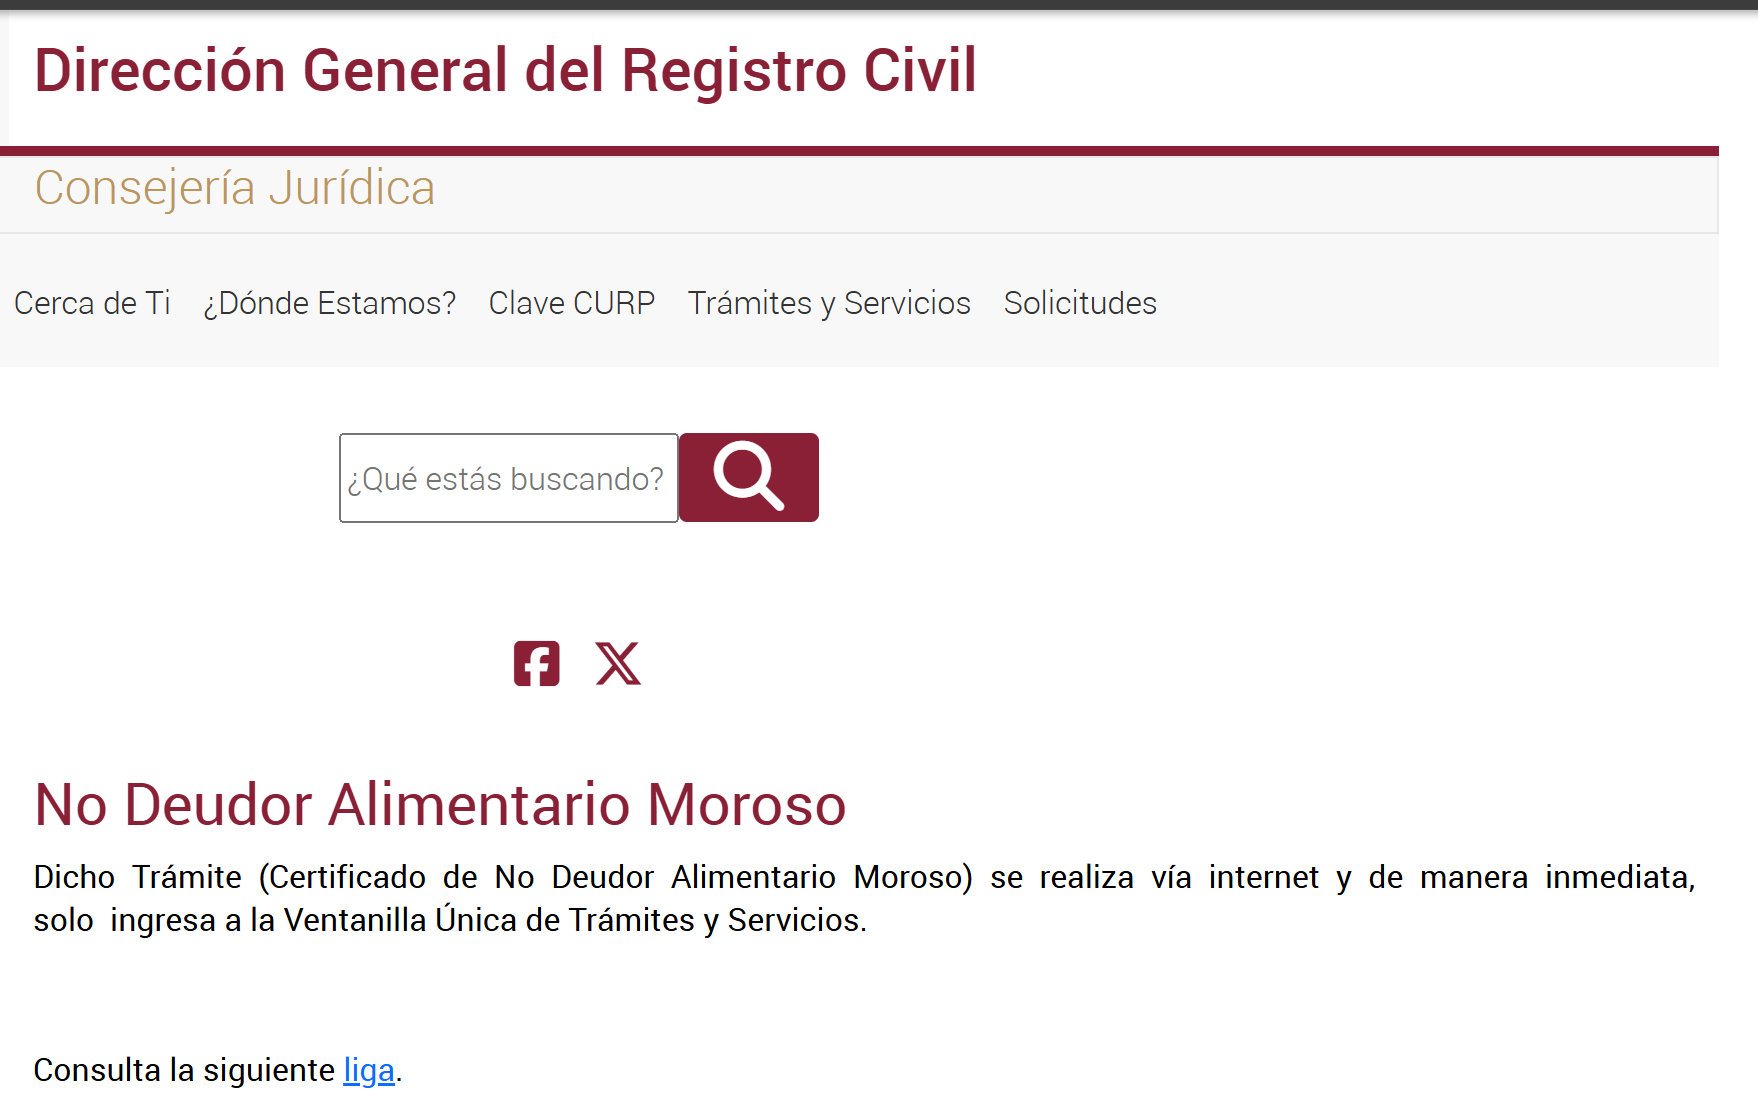 Dirección General del Registro Civil
Consejería Jurídica
Cerca de Ti ¿Dónde Estamos? Clave CURP Trámites y Servicios Solicitudes
¿Qué estás buscando?
No Deudor Alimentario Moroso
Dicho Trámite (Certificado de No Deudor Alimentario Moroso) se realiza vía internet y de manera inmediata,
solo ingresa a la Ventanilla Única de Trámites y Servicios.
Consulta la siguiente liga.